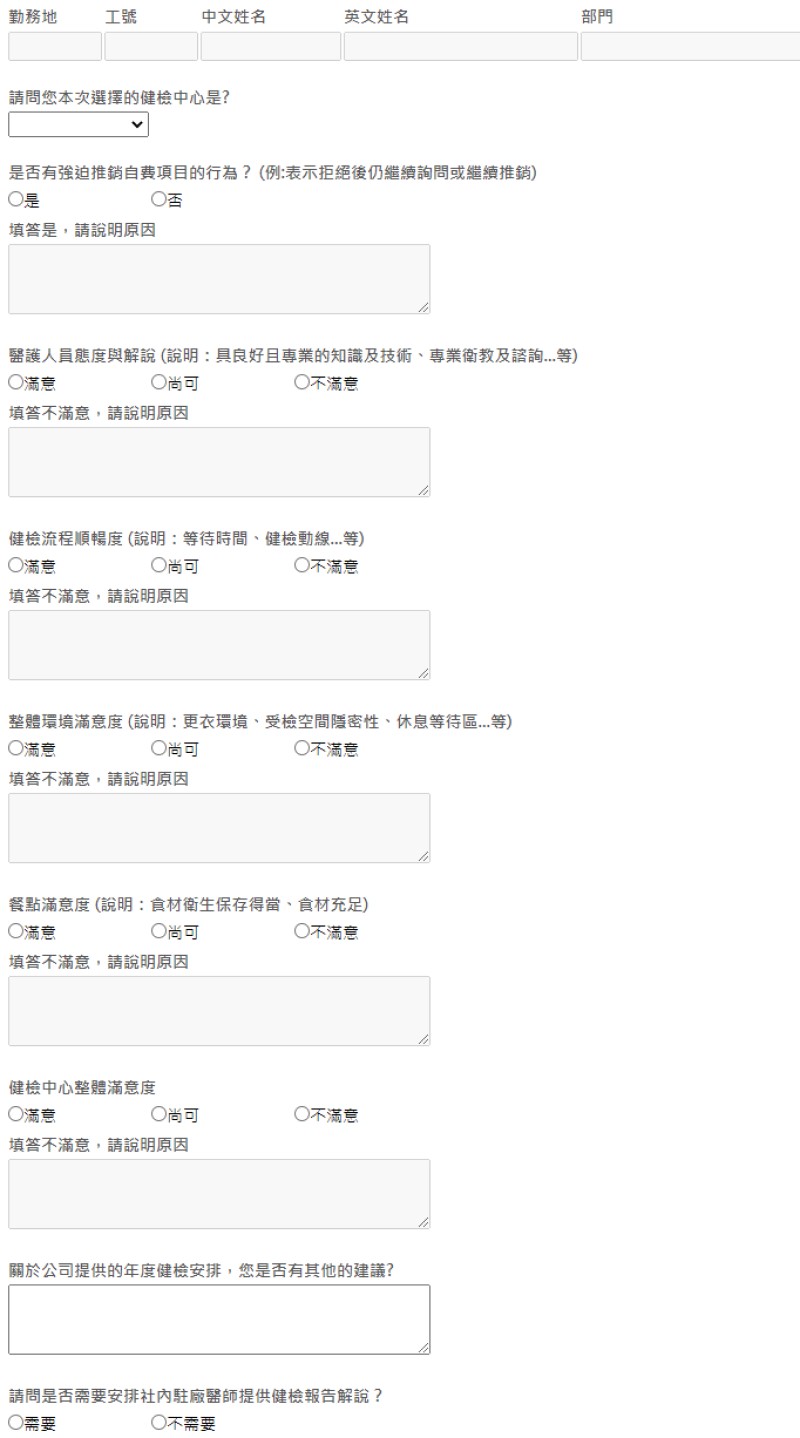 勤務地 工號 中文姓名 英文姓名 部門
請問您本次選擇的健檢中心是?
是否有強迫推銷自費項目的行為？ (例:表示拒絕後仍繼續詢問或繼續推銷)
是 否
填答是，請說明原因
醫護人員態度與解說 (說明：具良好且專業的知識及技術、專業衛教及諮詢...等)
滿意 尚可 不滿意
填答不滿意，請說明原因
健檢流程順暢度 (說明：等待時間、健檢動線...等)
滿意 尚可 不滿意
填答不滿意，請說明原因
整體環境滿意度 (說明：更衣環境、受檢空間隱密性、休息等待區...等)
滿意 尚可 不滿意
填答不滿意，請說明原因
餐點滿意度 (說明：食材衛生保存得當、食材充足)
滿意 尚可 不滿意
填答不滿意，請說明原因
健檢中心整體滿意度
滿意 尚可 不滿意
填答不滿意，請說明原因
關於公司提供的年度健檢安排，您是否有其他的建議?
請問是否需要安排社內駐廠醫師提供健檢報告解說？
需要 不需要